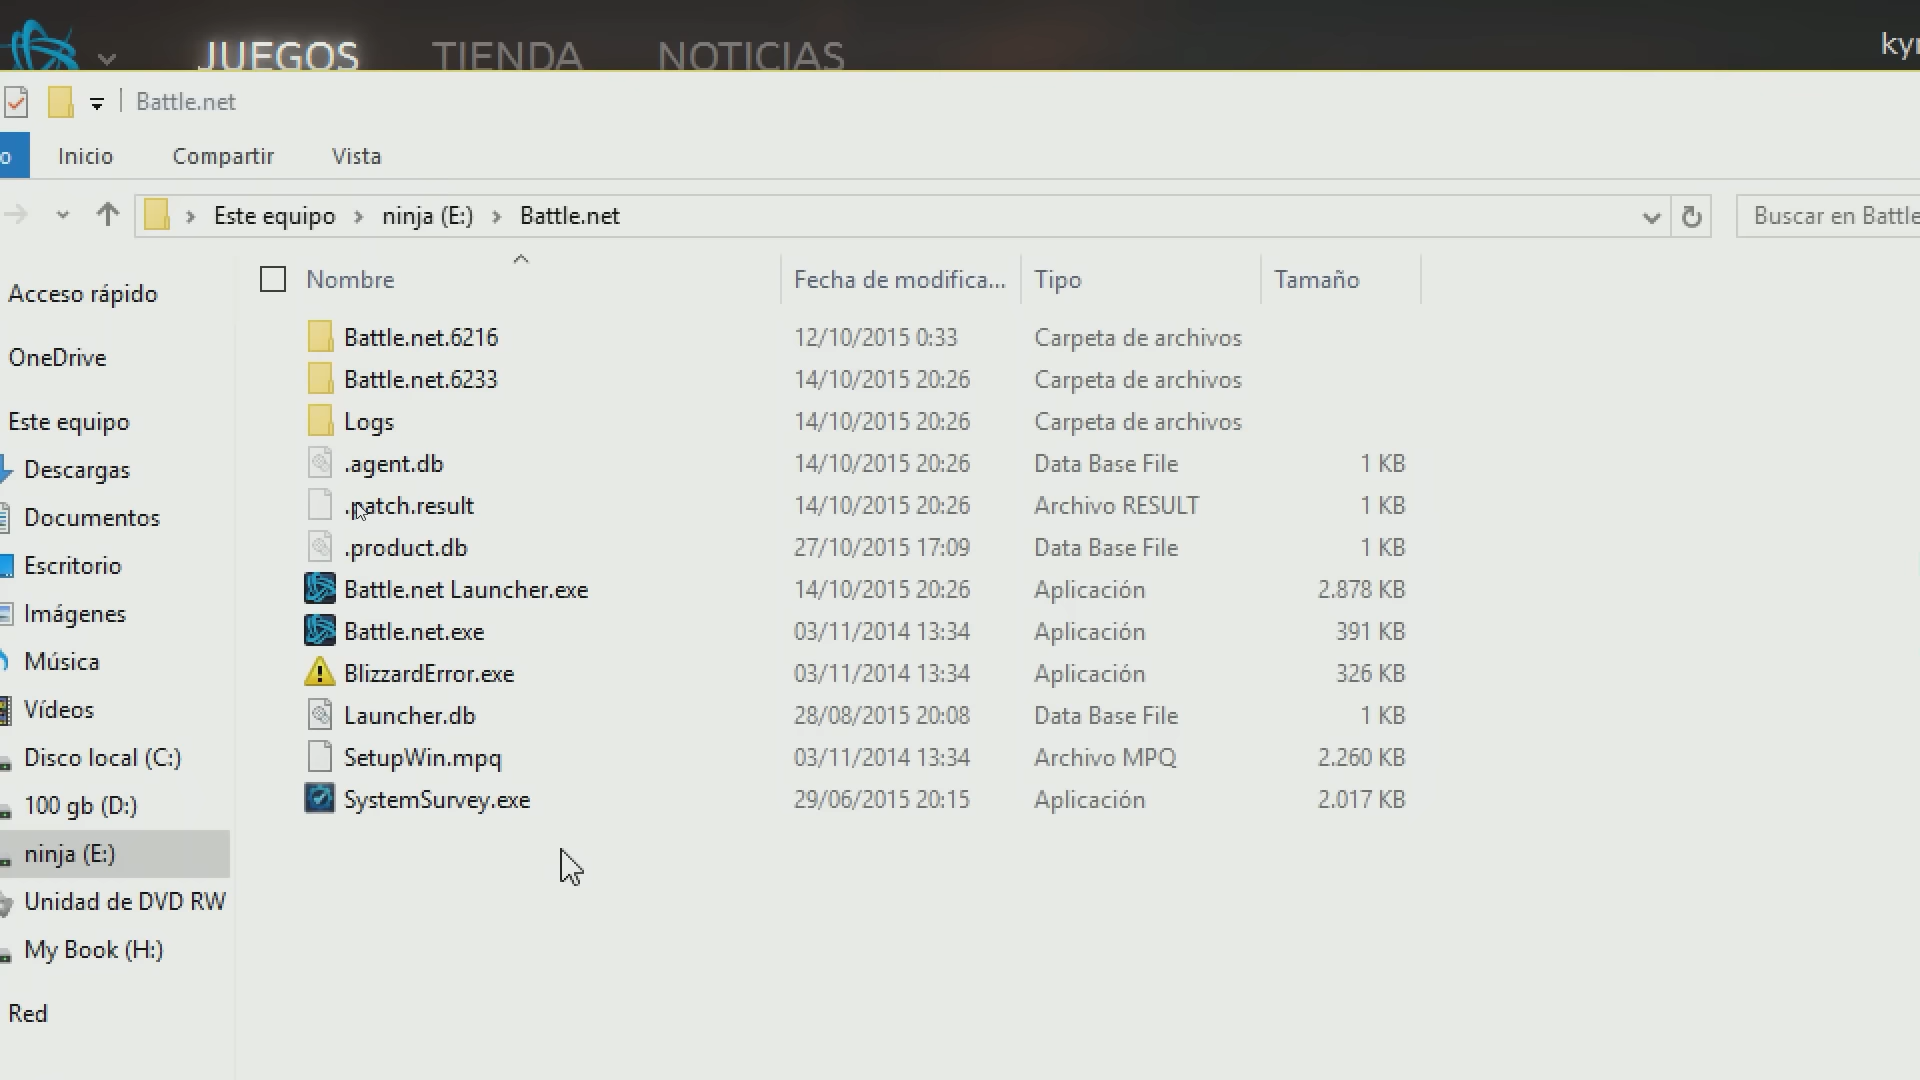 JUEGOS TIENDA NOTICIAS
Battle.net
Inicio Compartir Vista
Este equipo ninja (E:) Battle.net
Buscar en Battle
Nombre Fecha de modifica... Tipo Tamaño
Acceso rápido
OneDrive
Este equipo
Descargas
Documentos
Escritorio
Imágenes
Música
Vídeos
Disco local (C:)
100 gb (D:)
ninja (E:)
Unidad de DVD RW
My Book (H:)
Red
Battle.net.6216 12/10/2015 0:33 Carpeta de archivos
Battle.net.6233 14/10/2015 20:26 Carpeta de archivos
Logs 14/10/2015 20:26 Carpeta de archivos
.agent.db 14/10/2015 20:26 Data Base File 1 KB
.patch.result 14/10/2015 20:26 Archivo RESULT 1 KB
.product.db 27/10/2015 17:09 Data Base File 1 KB
Battle.net Launcher.exe 14/10/2015 20:26 Aplicación 2.878 KB
Battle.net.exe 03/11/2014 13:34 Aplicación 391 KB
BlizzardError.exe 03/11/2014 13:34 Aplicación 326 KB
Launcher.db 28/08/2015 20:08 Data Base File 1 KB
SetupWin.mpq 03/11/2014 13:34 Archivo MPQ 2.260 KB
SystemSurvey.exe 29/06/2015 20:15 Aplicación 2.017 KB